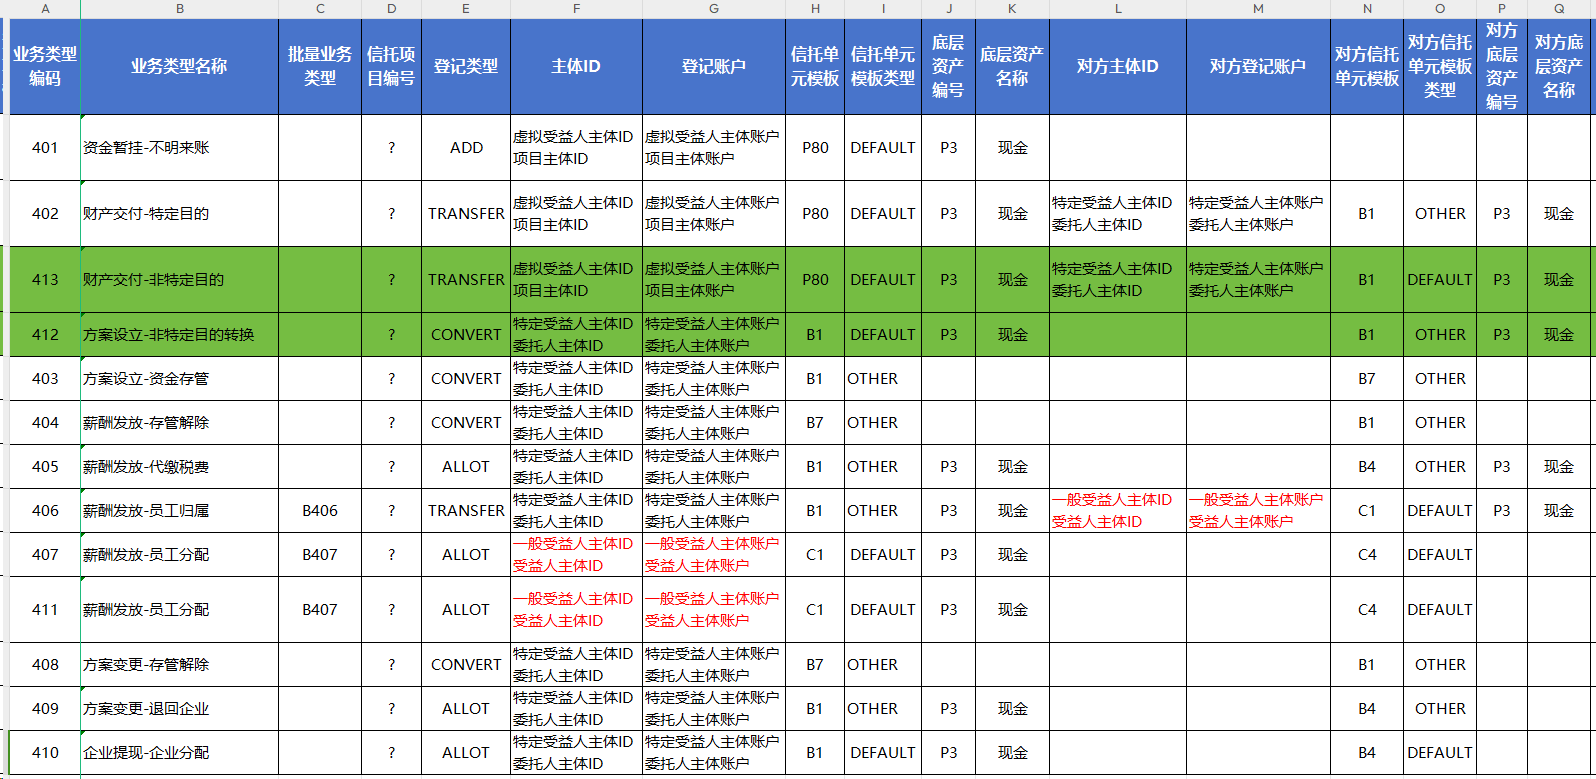 A B C D E F G H I J K L M N O P Q
业务类型编码 业务类型名称 批量业务类型 信托项目编号 登记类型 主体ID 登记账户 信托单元模板 信托单元模板类型 底层资产编号 底层资产名称 对方主体ID 对方登记账户 对方信托单元模板 对方信托单元模板类型 对方底层资产编号 对方底层资产名称
401 资金暂挂-不明来账 ? ADD 虚拟受益人主体ID 项目主体ID 虚拟受益人主体账户 项目主体账户 P80 DEFAULT P3 现金
402 财产交付-特定目的 ? TRANSFER 虚拟受益人主体ID 项目主体ID 虚拟受益人主体账户 项目主体账户 P80 DEFAULT P3 现金 特定受益人主体ID 委托人主体ID 特定受益人主体账户 委托人主体账户 B1 OTHER P3 现金
413 财产交付-非特定目的 ? TRANSFER 虚拟受益人主体ID 项目主体ID 虚拟受益人主体账户 项目主体账户 P80 DEFAULT P3 现金 特定受益人主体ID 委托人主体ID 特定受益人主体账户 委托人主体账户 B1 DEFAULT P3 现金
412 方案设立-非特定目的转换 ? CONVERT 特定受益人主体ID 委托人主体ID 特定受益人主体账户 委托人主体账户 B1 DEFAULT P3 现金 B1 OTHER P3 现金
403 方案设立-资金存管 ? CONVERT 特定受益人主体ID 委托人主体ID 特定受益人主体账户 委托人主体账户 B1 OTHER B7 OTHER
404 薪酬发放-存管解除 ? CONVERT 特定受益人主体ID 委托人主体ID 特定受益人主体账户 委托人主体账户 B7 OTHER B1 OTHER
405 薪酬发放-代缴税费 ? ALLOT 特定受益人主体ID 委托人主体ID 特定受益人主体账户 委托人主体账户 B1 OTHER P3 现金 B4 OTHER P3 现金
406 薪酬发放-员工归属 B406 ? TRANSFER 特定受益人主体ID 委托人主体ID 特定受益人主体账户 委托人主体账户 B1 OTHER P3 现金 一般受益人主体ID 受益人主体ID 一般受益人主体账户 受益人主体账户 C1 DEFAULT P3 现金
407 薪酬发放-员工分配 B407 ? ALLOT 一般受益人主体ID 受益人主体ID 一般受益人主体账户 受益人主体账户 C1 DEFAULT P3 现金 C4 DEFAULT
411 薪酬发放-员工分配 B407 ? ALLOT 一般受益人主体ID 受益人主体ID 一般受益人主体账户 受益人主体账户 C1 DEFAULT P3 现金 C4 DEFAULT
408 方案变更-存管解除 ? CONVERT 特定受益人主体ID 委托人主体ID 特定受益人主体账户 委托人主体账户 B7 OTHER B1 OTHER
409 方案变更-退回企业 ? ALLOT 特定受益人主体ID 委托人主体ID 特定受益人主体账户 委托人主体账户 B1 OTHER P3 现金 B4 OTHER
410 企业提现-企业分配 ? ALLOT 特定受益人主体ID 委托人主体ID 特定受益人主体账户 委托人主体账户 B1 DEFAULT P3 现金 B4 DEFAULT